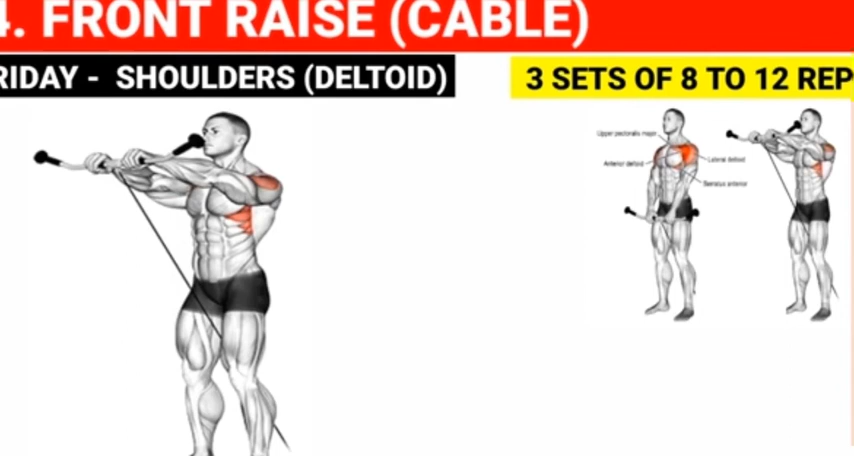 4. FRONT RAISE (CABLE)
RIDAY - SHOULDERS (DELTOID)
3 SETS OF 8 TO 12 REP
Upper pectoralis major
Anterior deltoid
Lateral deltoid
Serratus anterior